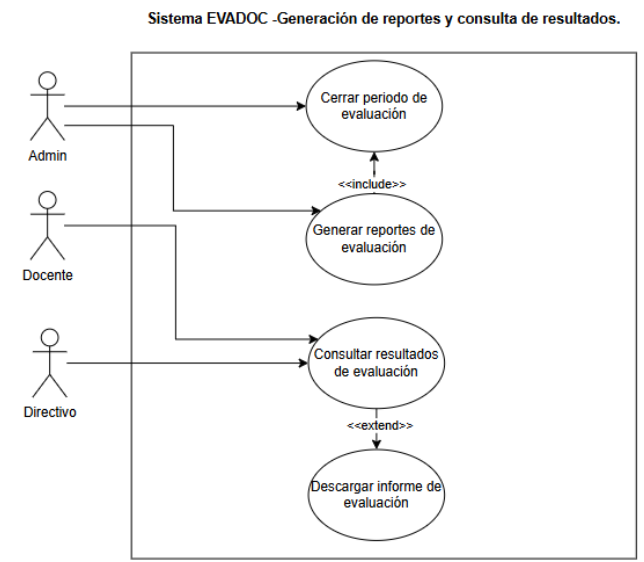 Sistema EVADOC -Generación de reportes y consulta de resultados.
Cerrar periodo de
evaluación
Admin
<<include>>
Generar reportes de
evaluación
Docente
Consultar resultados
de evaluación
Directivo
<<extend>>
Descargar informe de
evaluación